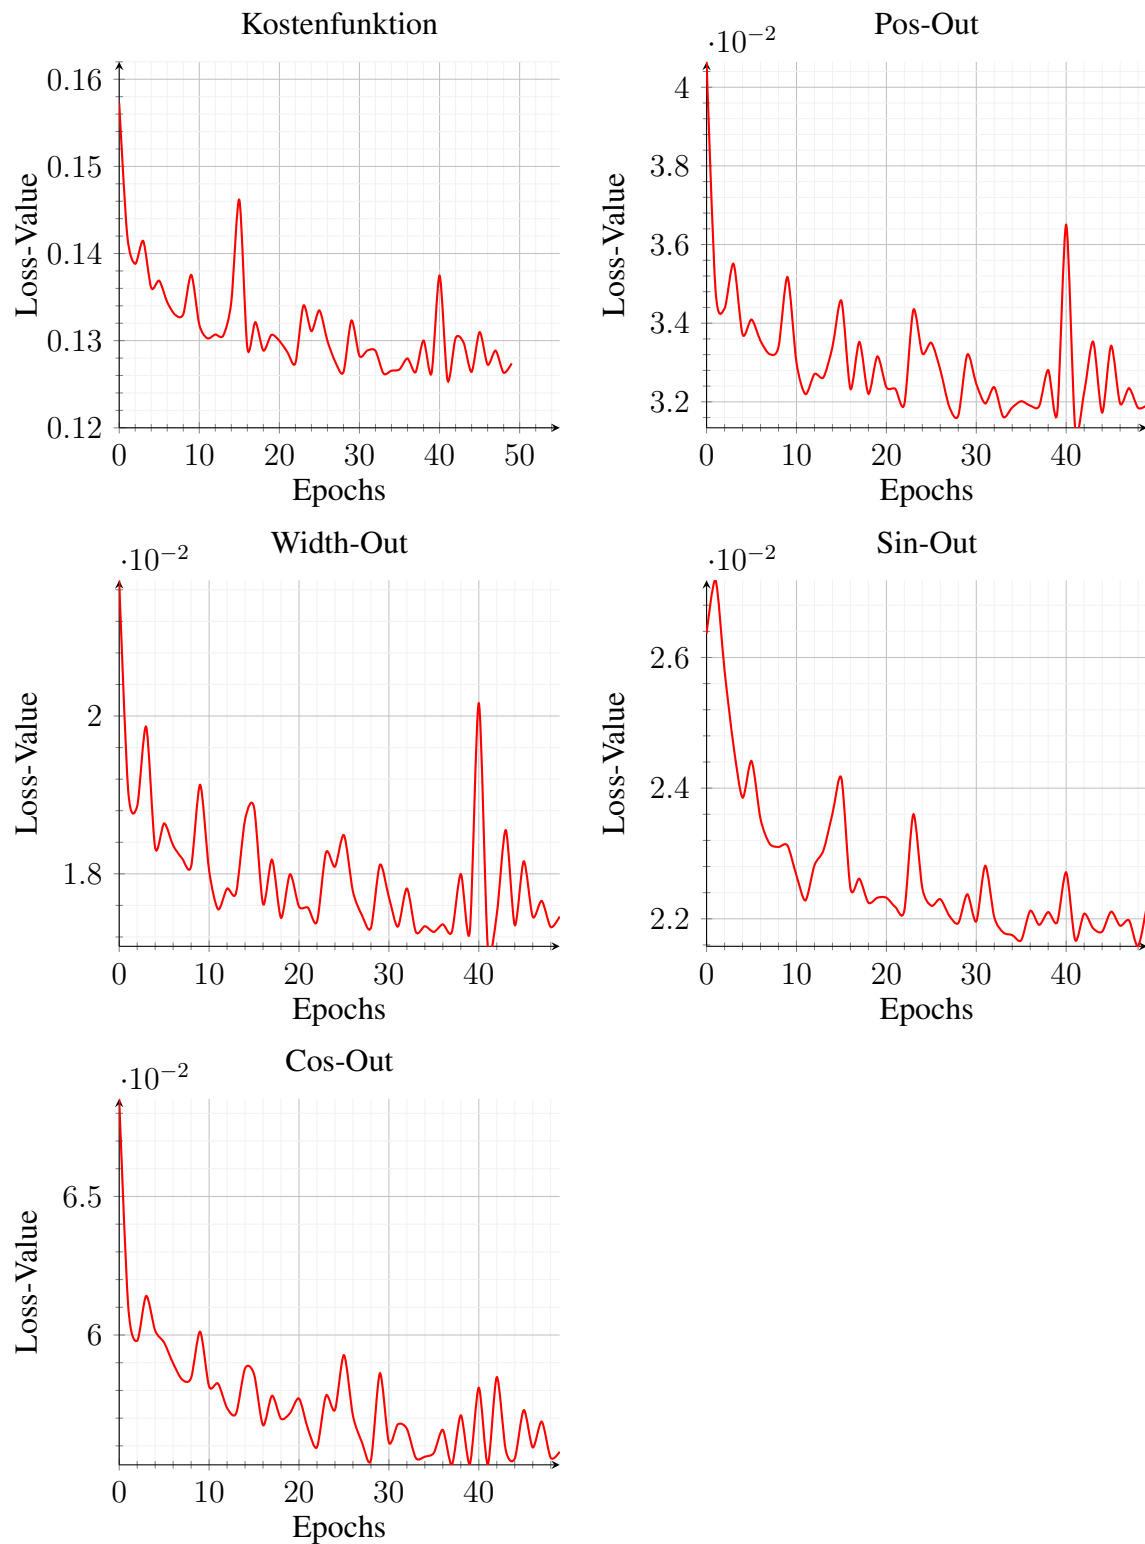 Kostenfunktion
0.16
0.15
0.14
0.13
0.12
Loss-Value
0 10 20 30 40 50
Epochs
Pos-Out
·10⁻²
4
3.8
3.6
3.4
3.2
Loss-Value
0 10 20 30 40
Epochs
Width-Out
·10⁻²
2
1.8
Loss-Value
0 10 20 30 40
Epochs
Sin-Out
·10⁻²
2.6
2.4
2.2
Loss-Value
0 10 20 30 40
Epochs
Cos-Out
·10⁻²
6.5
6
Loss-Value
0 10 20 30 40
Epochs